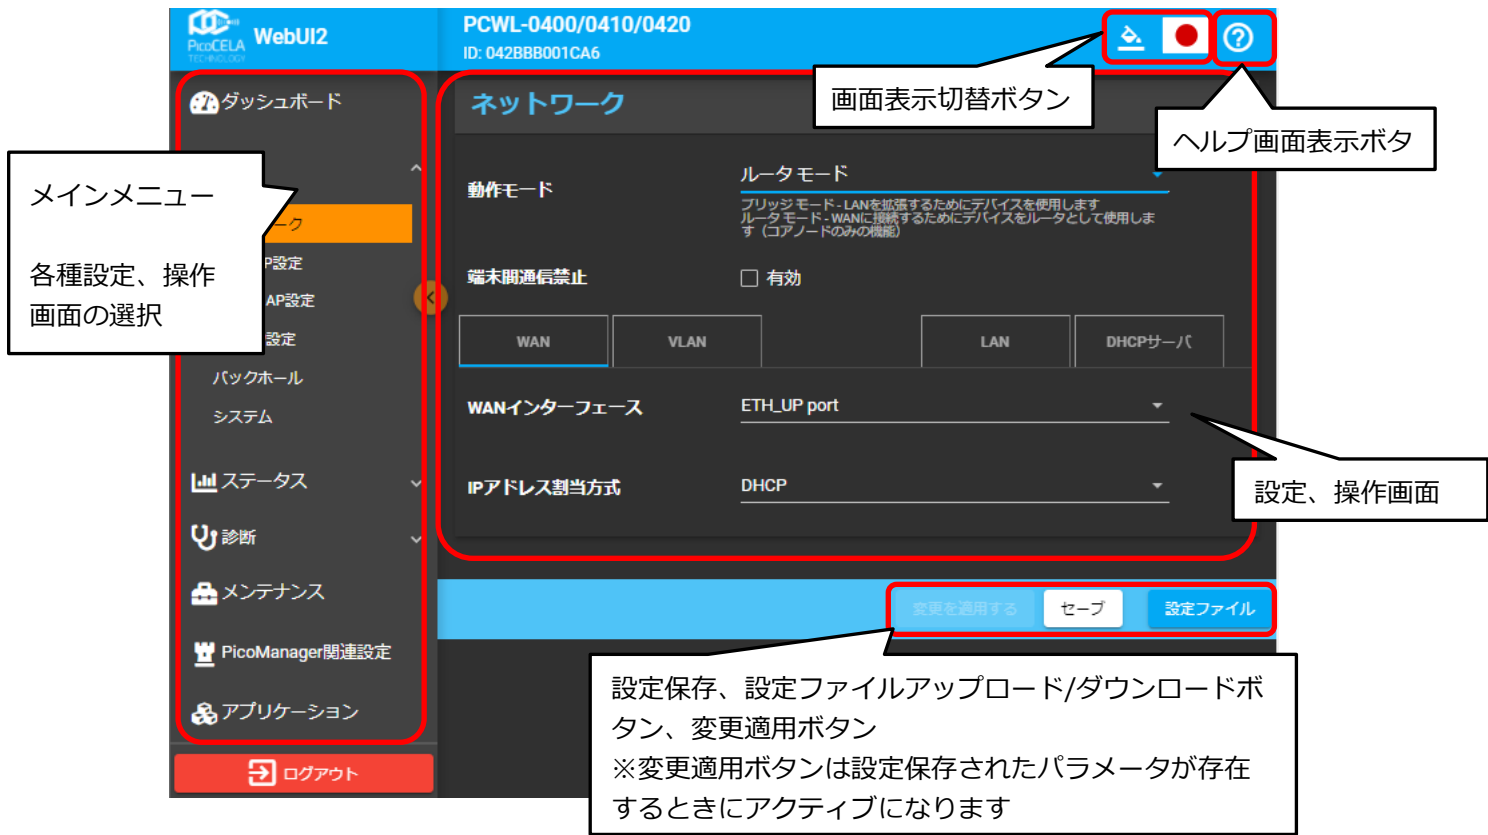 PicoCELA
TECHNOLOGY
WebUI2
PCWL-0400/0410/0420
ID: 042BBB001CA6
画面表示切替ボタン
ヘルプ画面表示ボタ
ダッシュボード
メインメニュー
各種設定、操作
画面の選択
ーク
P設定
AP設定
設定
バックホール
システム
ステータス
診断
メンテナンス
PicoManager関連設定
アプリケーション
ログアウト
ネットワーク
動作モード
ルータモード
ブリッジモード - LANを拡張するためにデバイスを使用します
ルータモード - WANに接続するためにデバイスをルータとして使用しま
す（コアノードのみの機能）
端末間通信禁止
有効
WAN
VLAN
LAN
DHCPサーバ
WANインターフェース
ETH_UP port
IPアドレス割当方式
DHCP
設定、操作画面
変更を適用する
セーブ
設定ファイル
設定保存、設定ファイルアップロード/ダウンロードボ
タン、変更適用ボタン
※変更適用ボタンは設定保存されたパラメータが存在
するときにアクティブになります